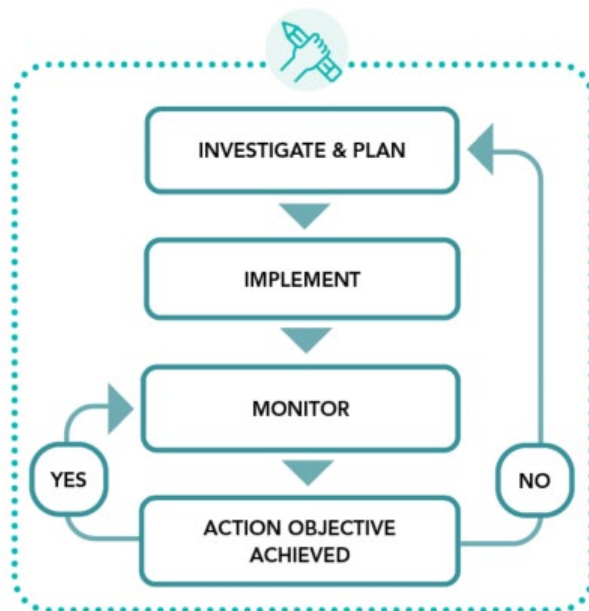 INVESTIGATE & PLAN
IMPLEMENT
MONITOR
YES
NO
ACTION OBJECTIVE
ACHIEVED